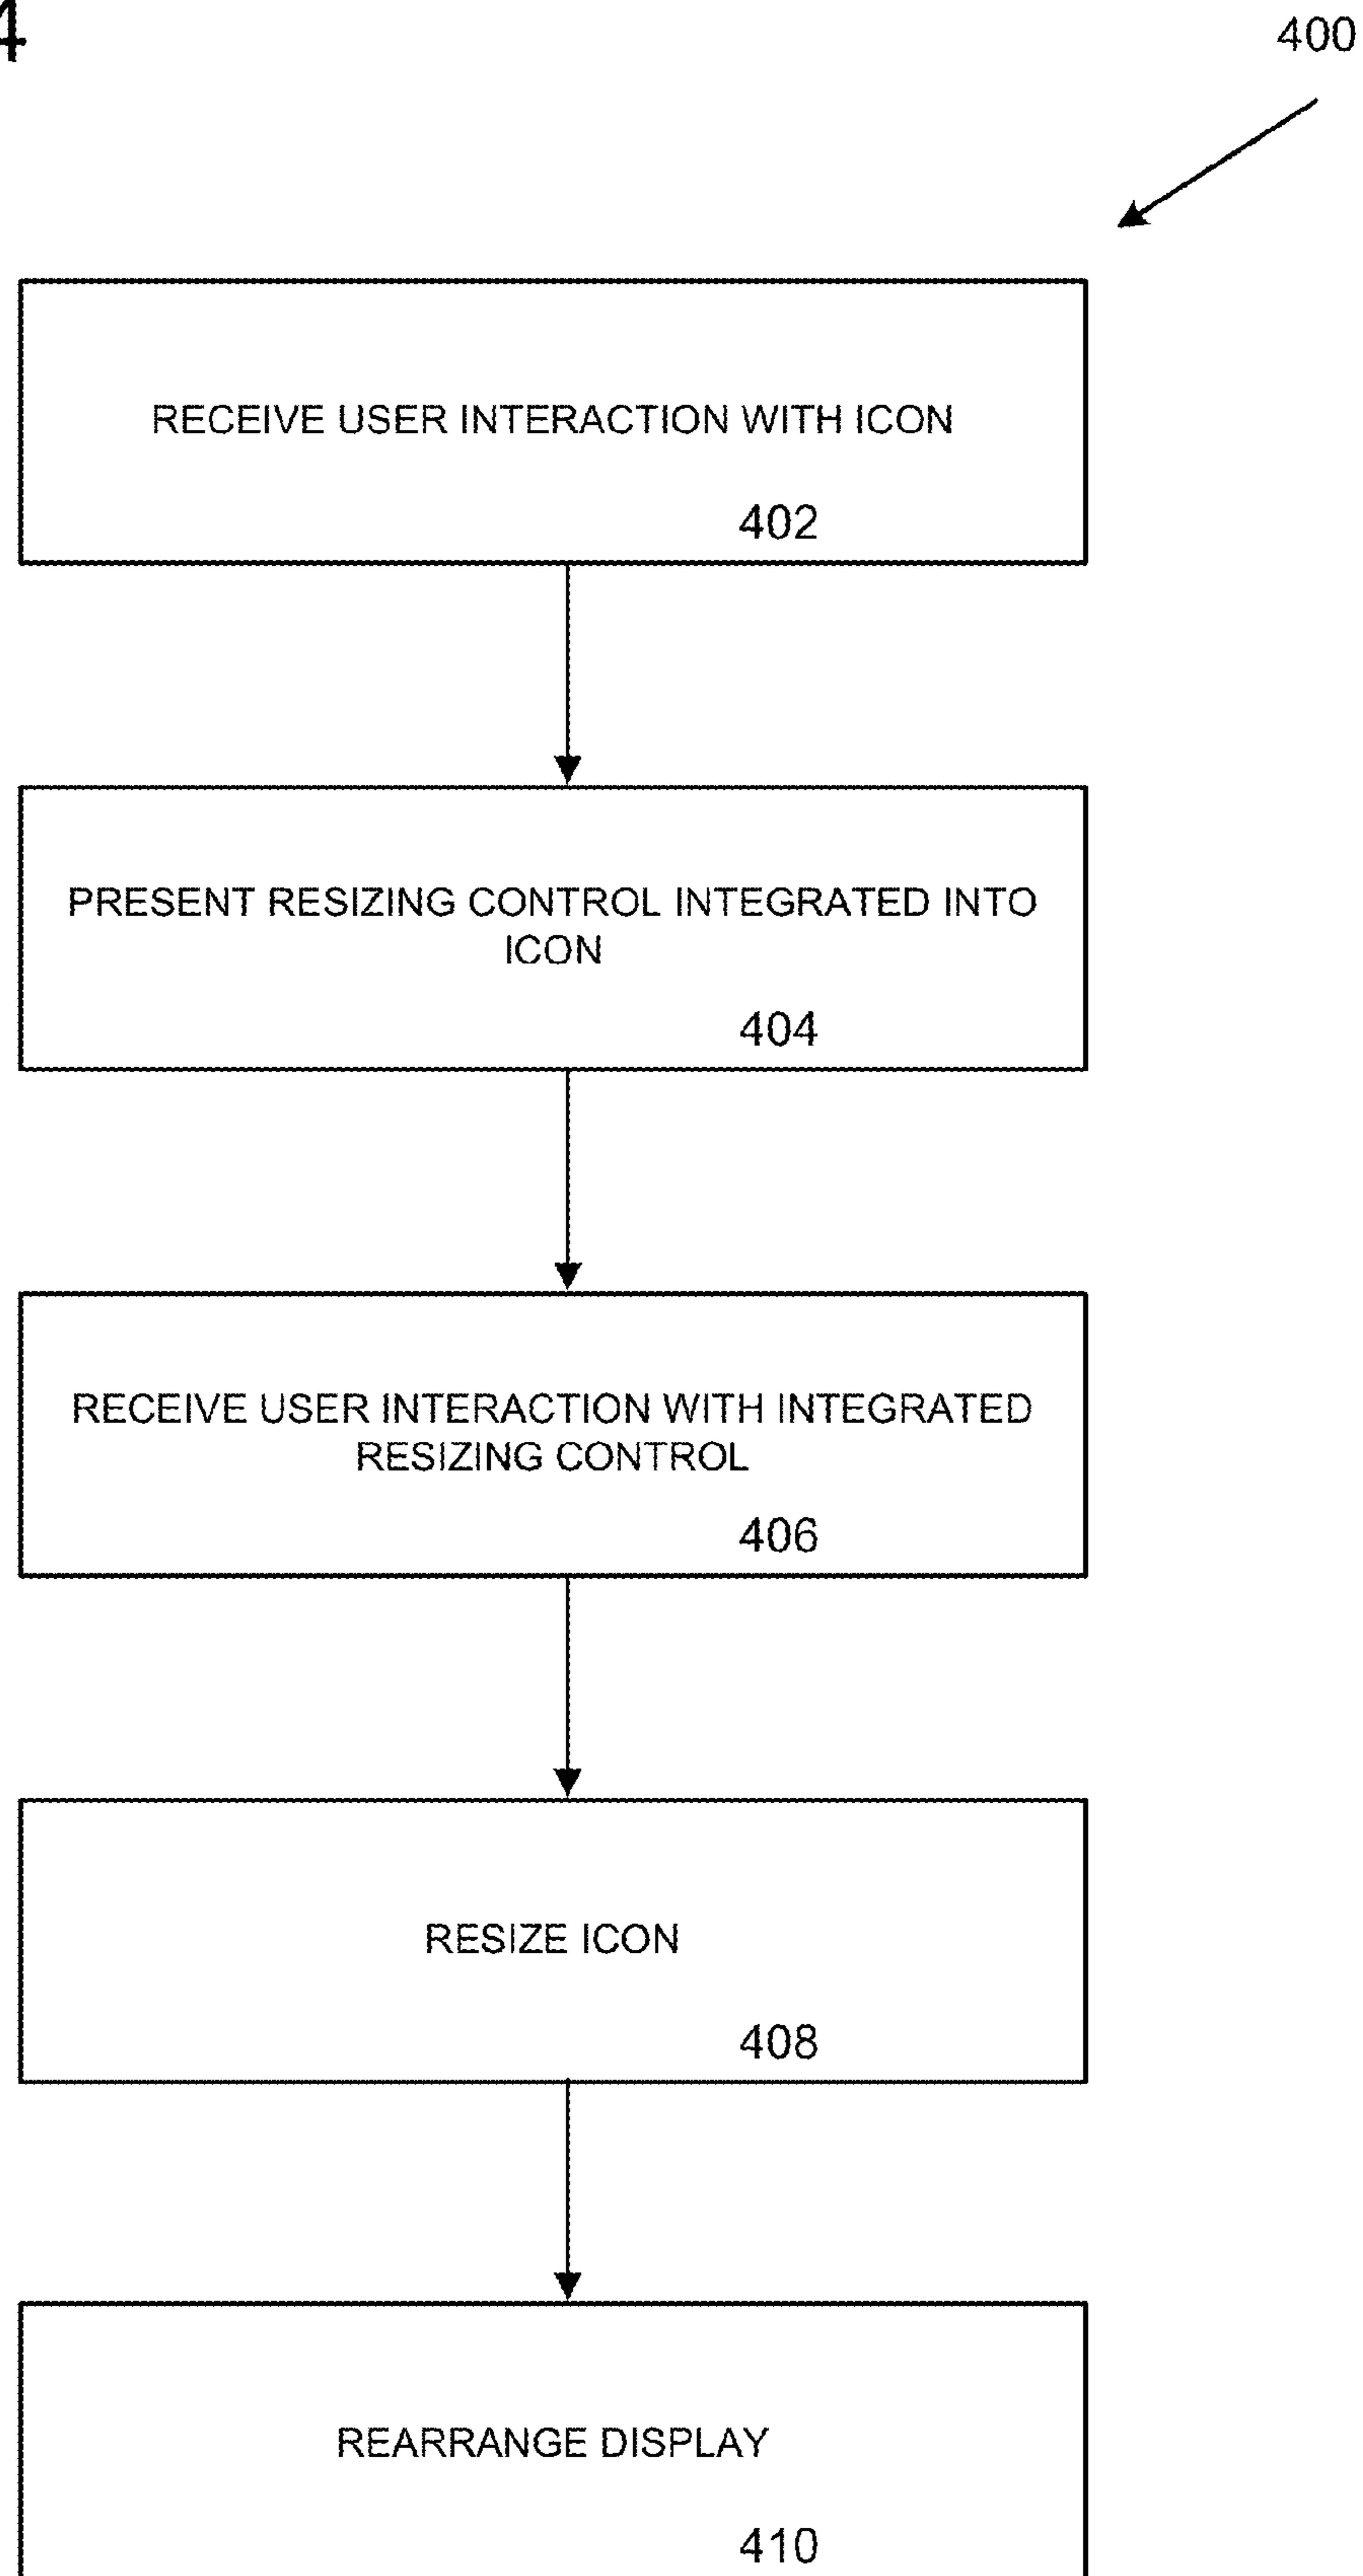 4
400
RECEIVE USER INTERACTION WITH ICON
402
PRESENT RESIZING CONTROL INTEGRATED INTO
ICON
404
RECEIVE USER INTERACTION WITH INTEGRATED
RESIZING CONTROL
406
RESIZE ICON
408
REARRANGE DISPLAY
410